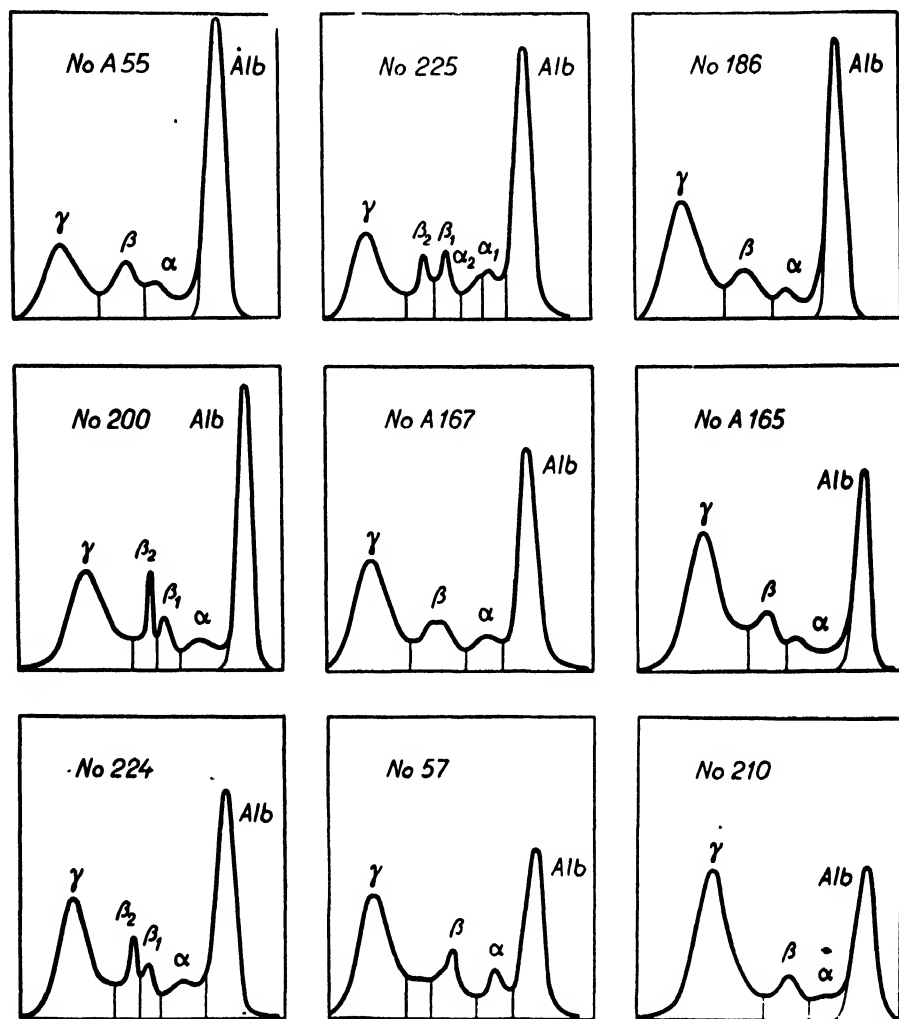 No A 55 Alb
γ β α
No 225 Alb
γ β₂ β₁ α₂ α₁
No 186 Alb
γ β α
No 200 Alb
γ β₂ β₁ α
No A 167 Alb
γ β α
No A 165 Alb
γ β α
No 224 Alb
γ β₂ β₁ α
No 57 Alb
γ β α
No 210 Alb
γ β α